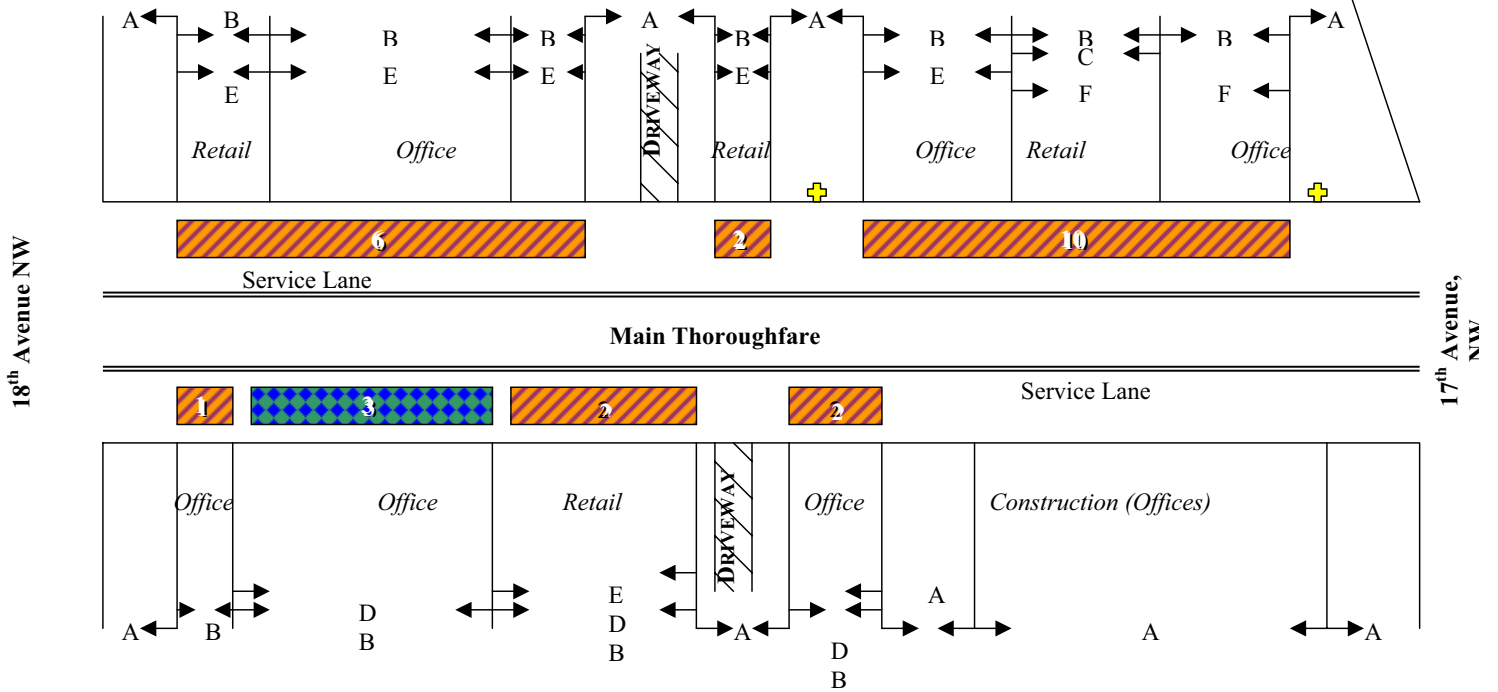 A B B B A B A B B B A
C
E E E E F F
E
Retail Office DRIVEWAY Retail Office Retail Office
6 2 10
Service Lane
18th Avenue NW
Main Thoroughfare
17th Avenue,
NW
Service Lane
1 3 2 2
Office Office Retail DRIVEWAY Office Construction (Offices)
E A
D D
A B B B A A A
D
B